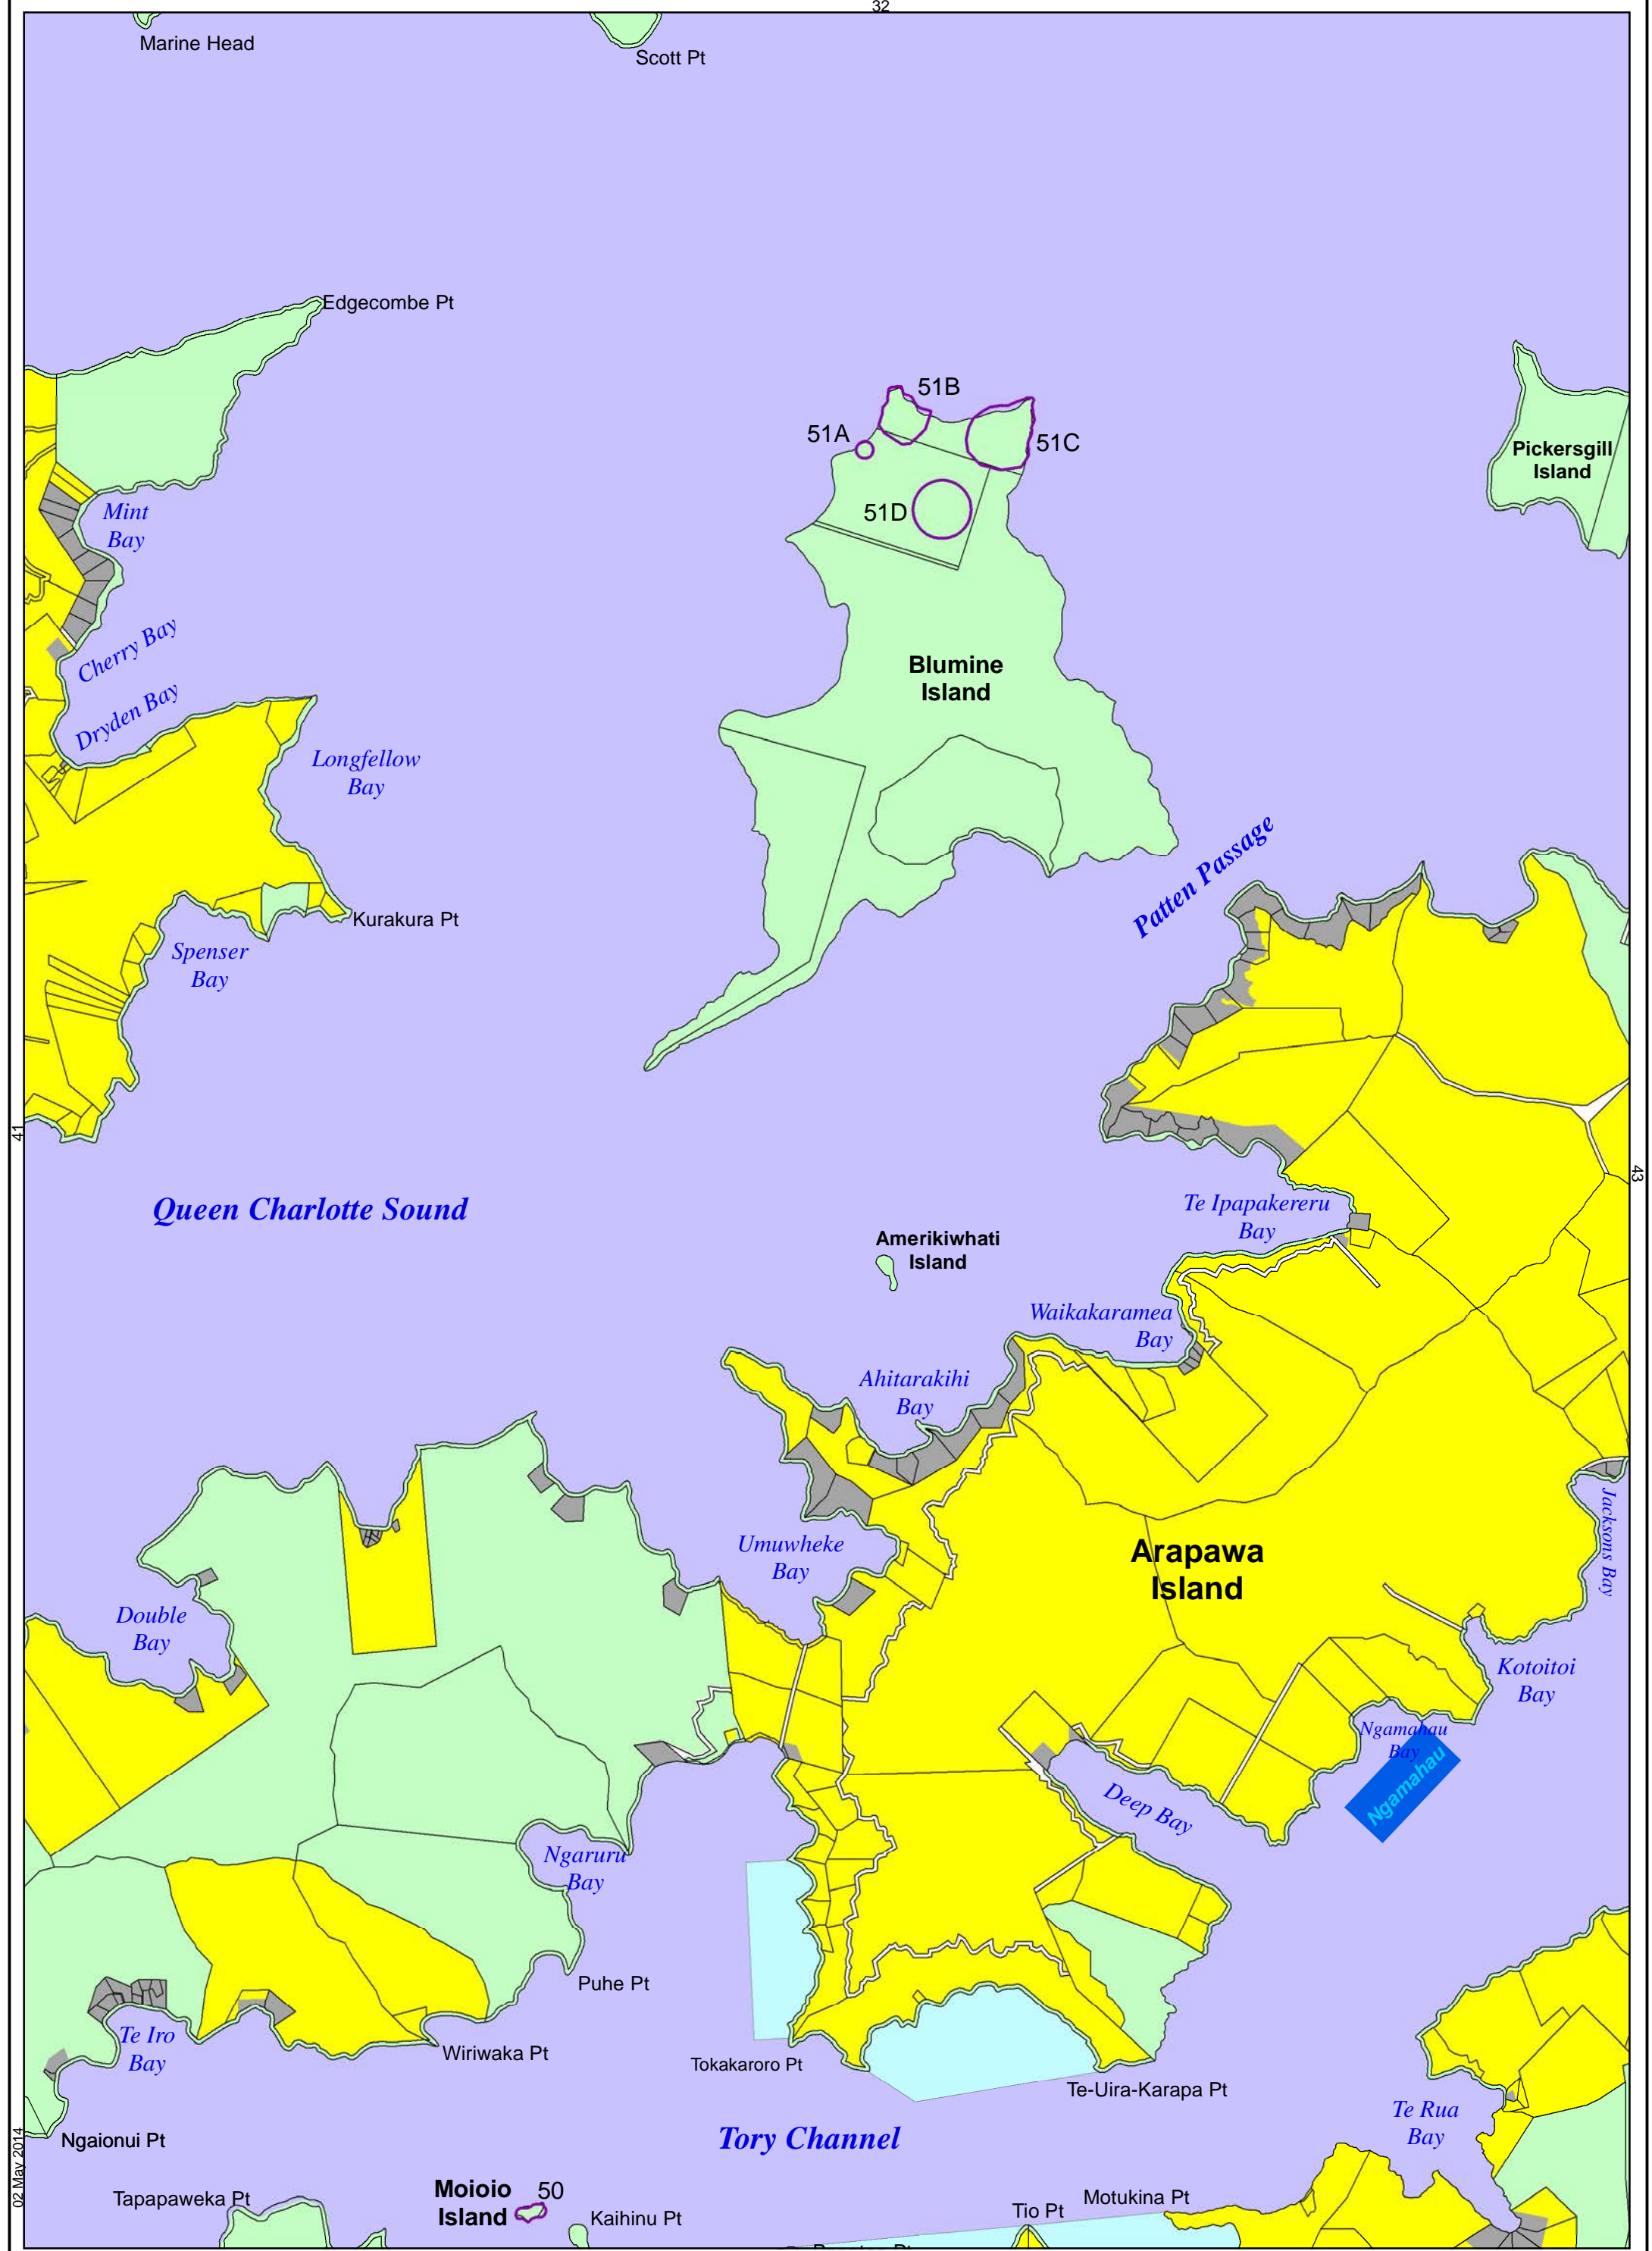 32
Marine Head
Scott Pt
Edgecombe Pt
51B
51A
51C
51D
Pickersgill
Island
Mint
Bay
Cherry Bay
Dryden Bay
Blumine
Island
Longfellow
Bay
Patten Passage
Kurakura Pt
Spenser
Bay
41
43
Queen Charlotte Sound
Te Ipapakereru
Bay
Amerikiwhati
Island
Waikakaramea
Bay
Ahitarakihi
Bay
Jacksons Bay
Umuwheke
Bay
Arapawa
Island
Double
Bay
Kotoitoi
Bay
Ngamahau
Bay
Ngamahau
Deep Bay
Ngaruru
Bay
Puhe Pt
Te Iro
Bay
Wiriwaka Pt
Tokakaroro Pt
Te-Uira-Karapa Pt
Te Rua
Bay
Ngaionui Pt
Tory Channel
02 May 2014
Tapapaweka Pt
Moioio
Island
50
Kaihinu Pt
Tio Pt
Motukina Pt